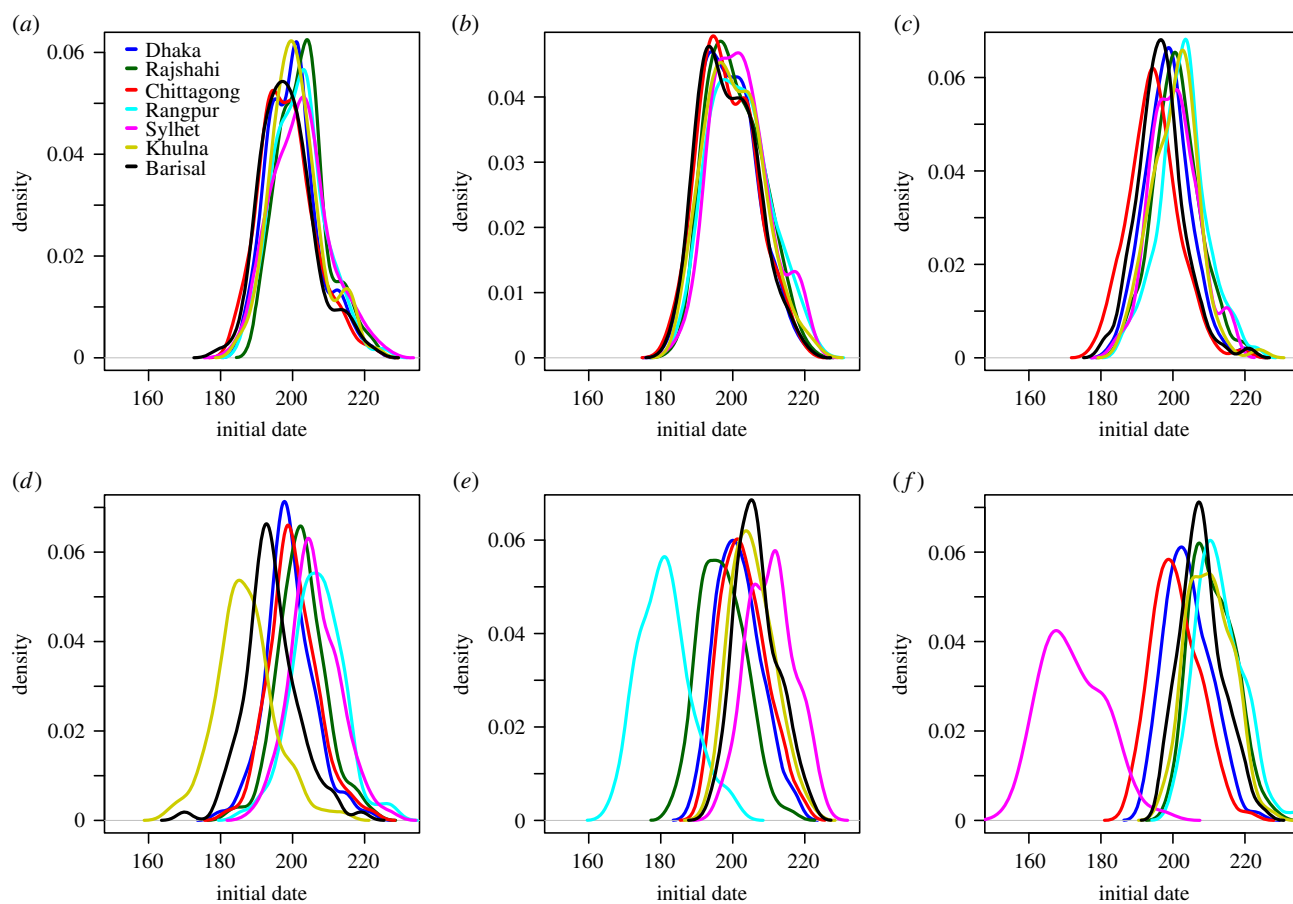 (a)
0.06
0.04
0.02
0
density
Dhaka
Rajshahi
Chittagong
Rangpur
Sylhet
Khulna
Barisal
160 180 200 220
initial date
(b)
0.04
0.03
0.02
0.01
0
density
160 180 200 220
initial date
(c)
0.06
0.04
0.02
0
density
160 180 200 220
initial date
(d)
0.06
0.04
0.02
0
density
160 180 200 220
initial date
(e)
0.06
0.04
0.02
0
density
160 180 200 220
initial date
(f)
0.06
0.04
0.02
0
density
160 180 200 220
initial date